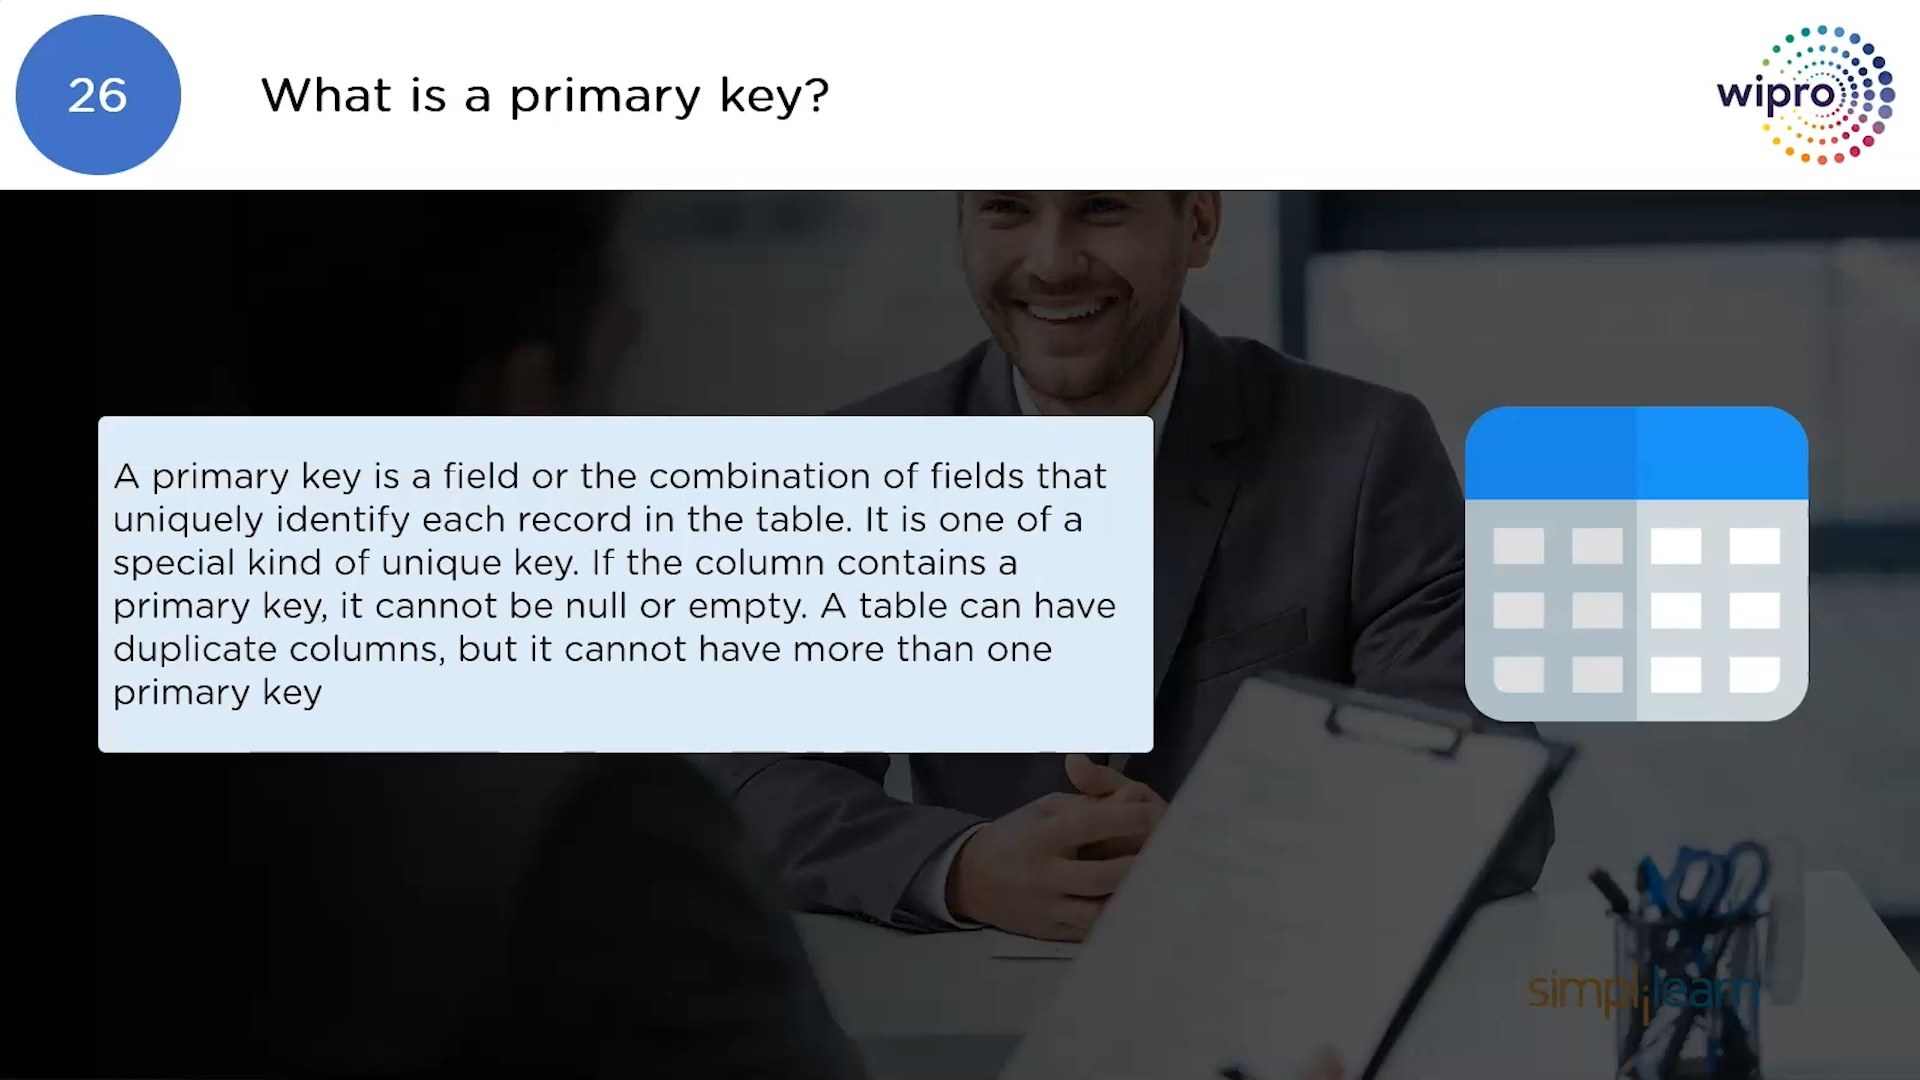 26
What is a primary key?
wipro
A primary key is a field or the combination of fields that
uniquely identify each record in the table. It is one of a
special kind of unique key. If the column contains a
primary key, it cannot be null or empty. A table can have
duplicate columns, but it cannot have more than one
primary key
simplilearn